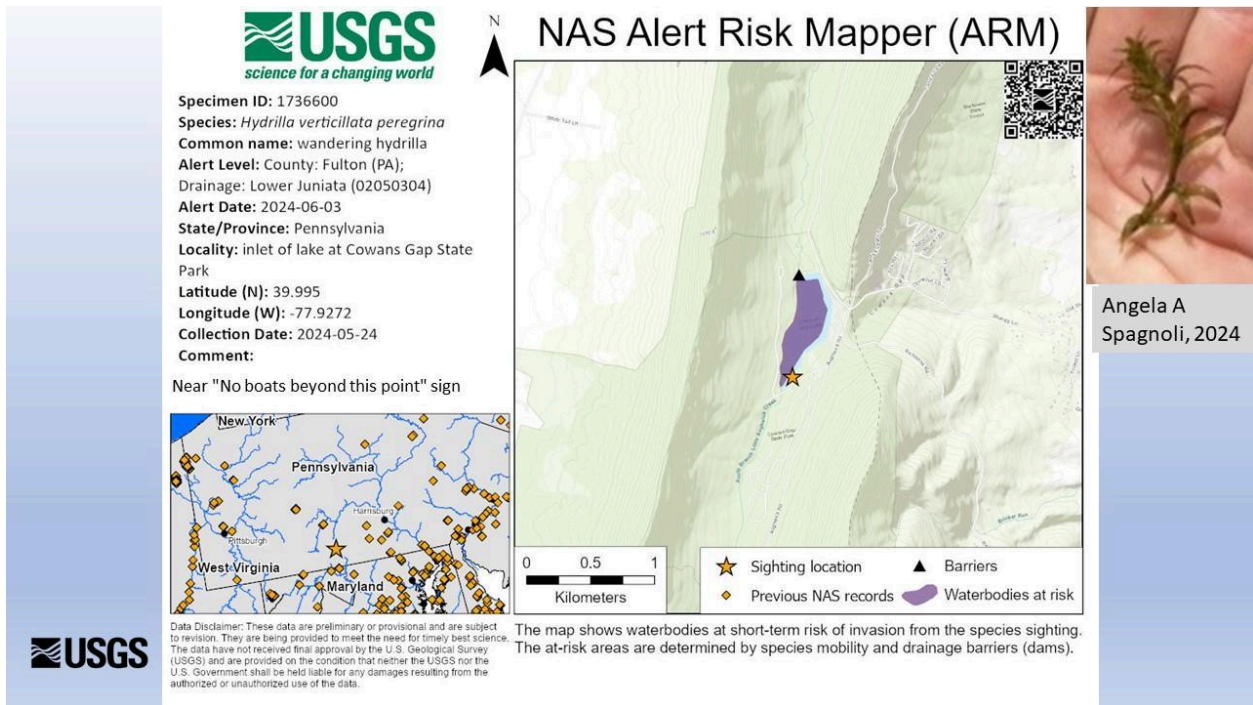 USGS
science for a changing world
N
NAS Alert Risk Mapper (ARM)
Specimen ID: 1736600
Species: Hydrilla verticillata peregrina
Common name: wandering hydrilla
Alert Level: County: Fulton (PA);
Drainage: Lower Juniata (02050304)
Alert Date: 2024-06-03
State/Province: Pennsylvania
Locality: inlet of lake at Cowans Gap State
Park
Latitude (N): 39.995
Longitude (W): -77.9272
Collection Date: 2024-05-24
Comment:
Near "No boats beyond this point" sign
New York
Pennsylvania
Harrisburg
Pittsburgh
West Virginia
Maryland
Data Disclaimer: These data are preliminary or provisional and are subject
to revision. They are being provided to meet the need for timely best science.
The data have not received final approval by the U.S. Geological Survey
(USGS) and are provided on the condition that neither the USGS nor the
U.S. Government shall be held liable for any damages resulting from the
authorized or unauthorized use of the data.
USGS
0 0.5 1
Kilometers
Sighting location
Previous NAS records
Barriers
Waterbodies at risk
The map shows waterbodies at short-term risk of invasion from the species sighting.
The at-risk areas are determined by species mobility and drainage barriers (dams).
Angela A
Spagnoli, 2024